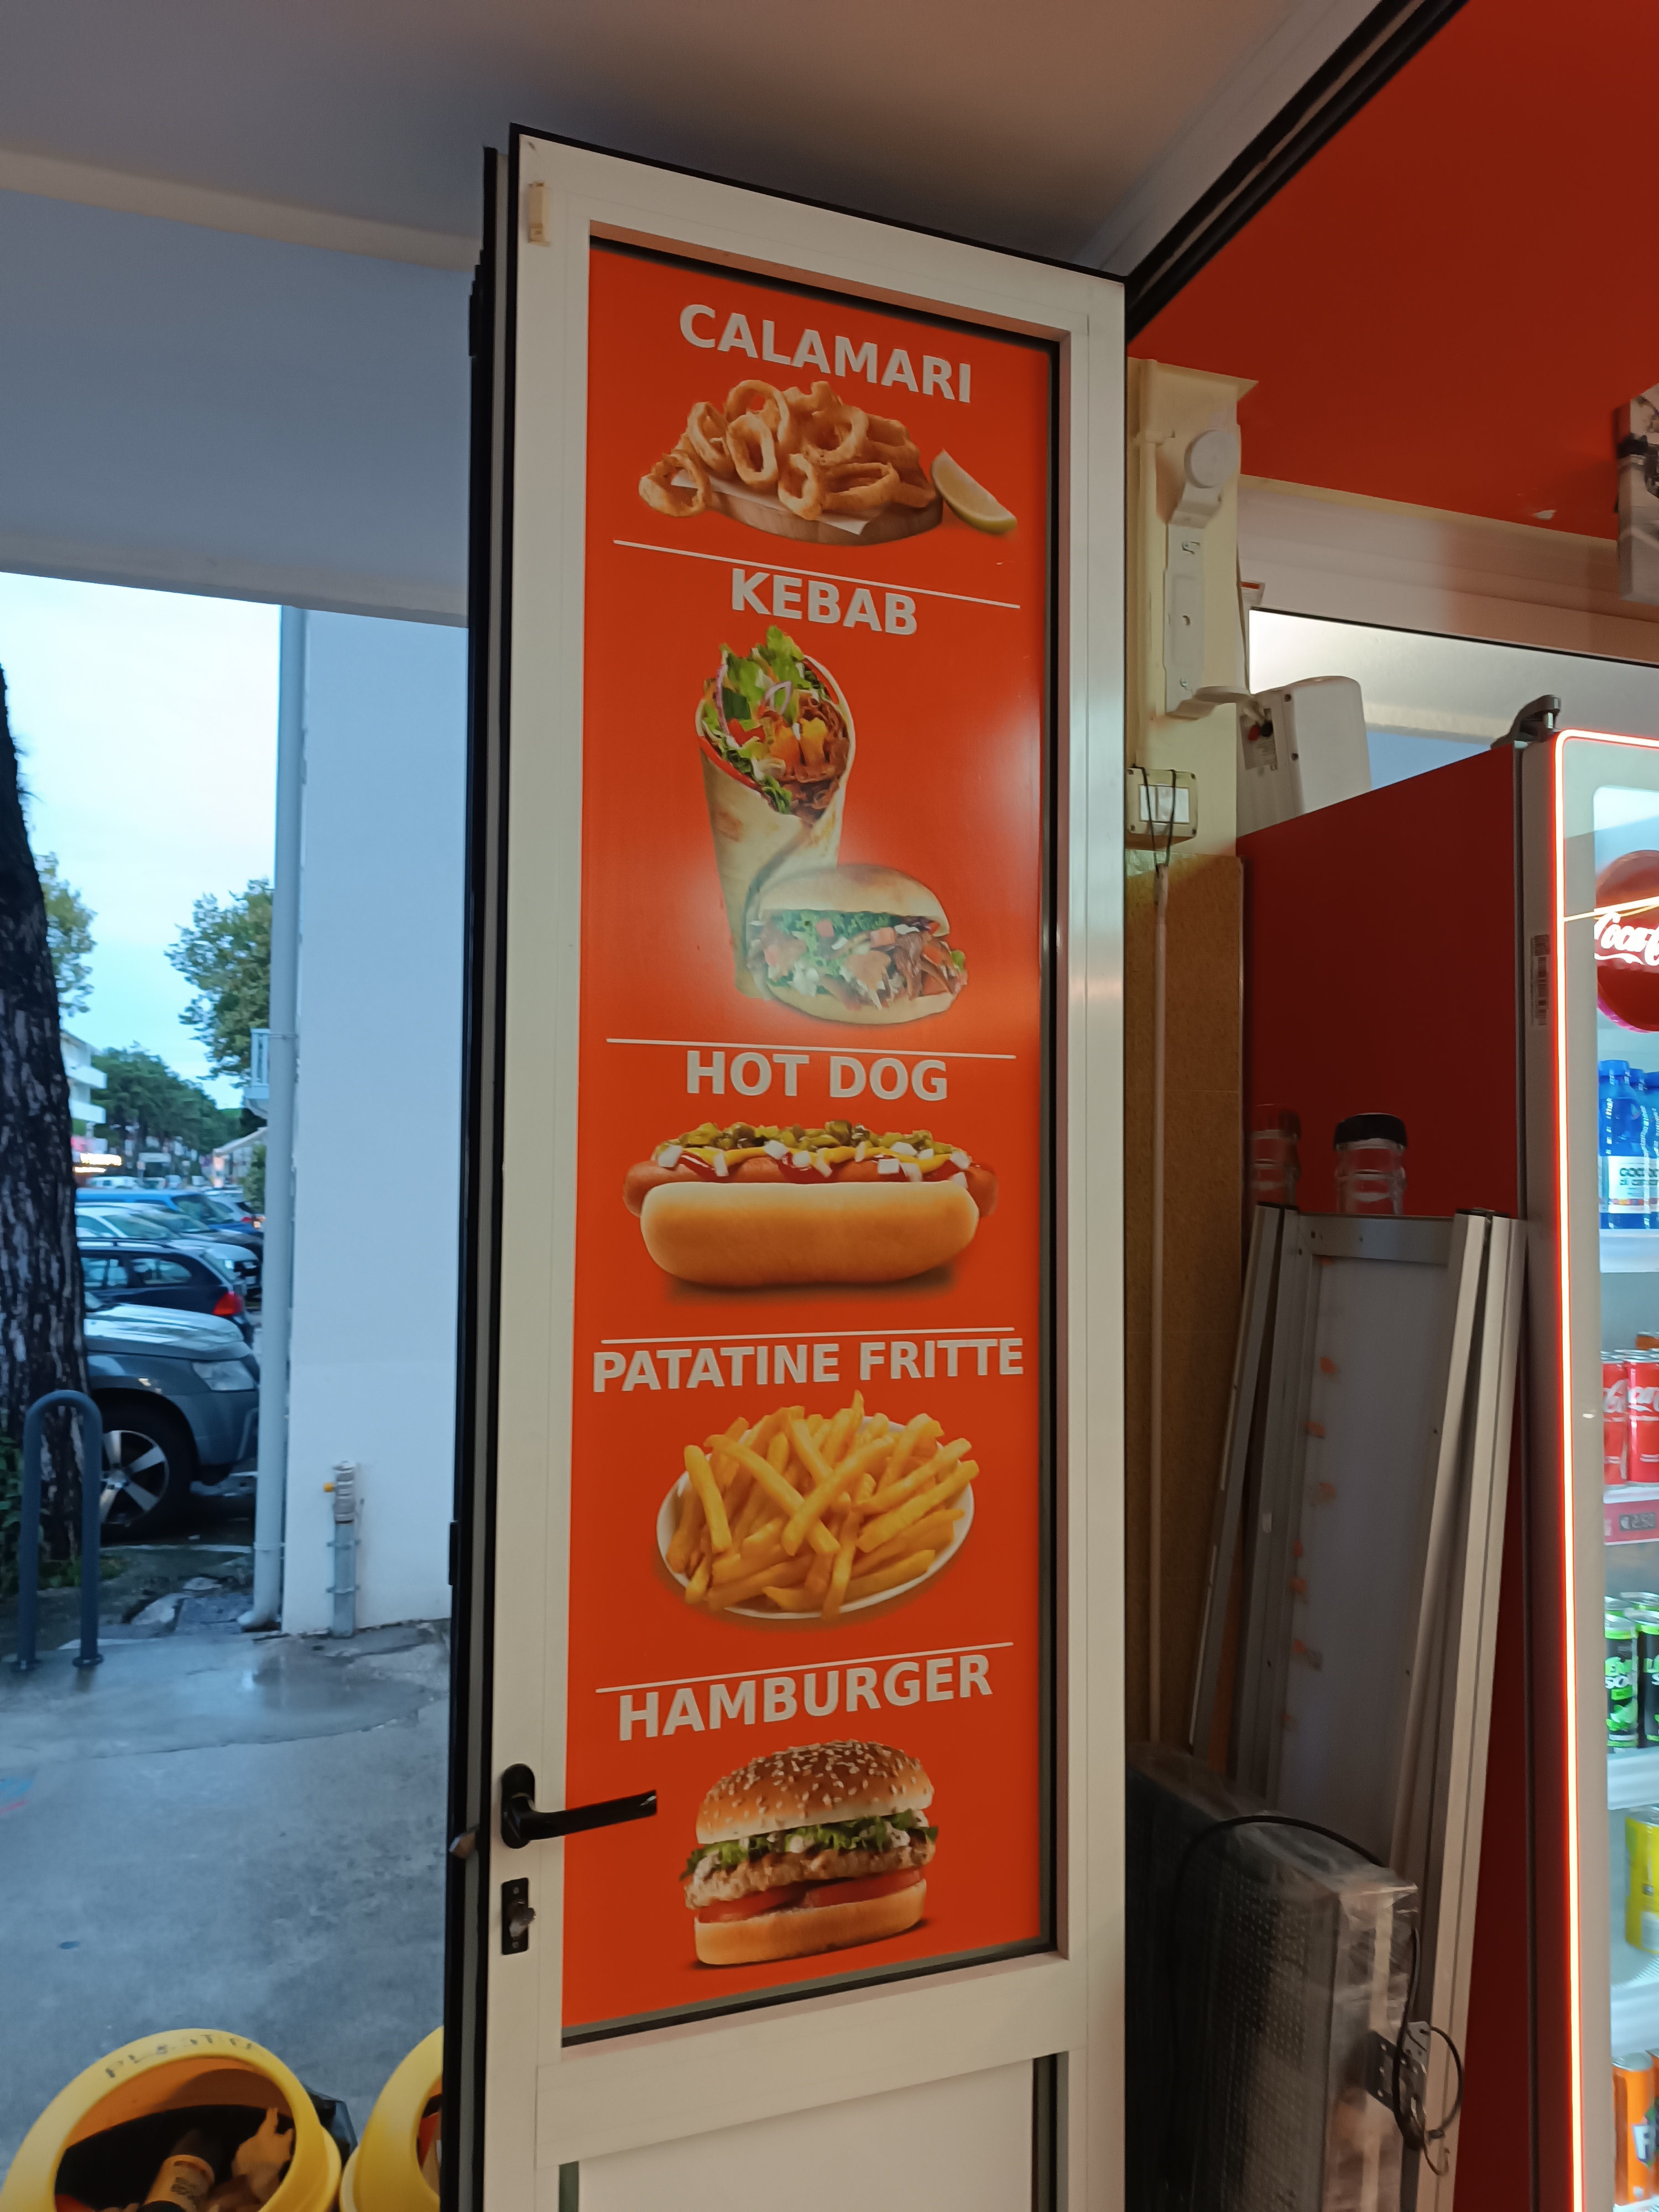 CALAMARI
KEBAB
HOT DOG
PATATINE FRITTE
HAMBURGER